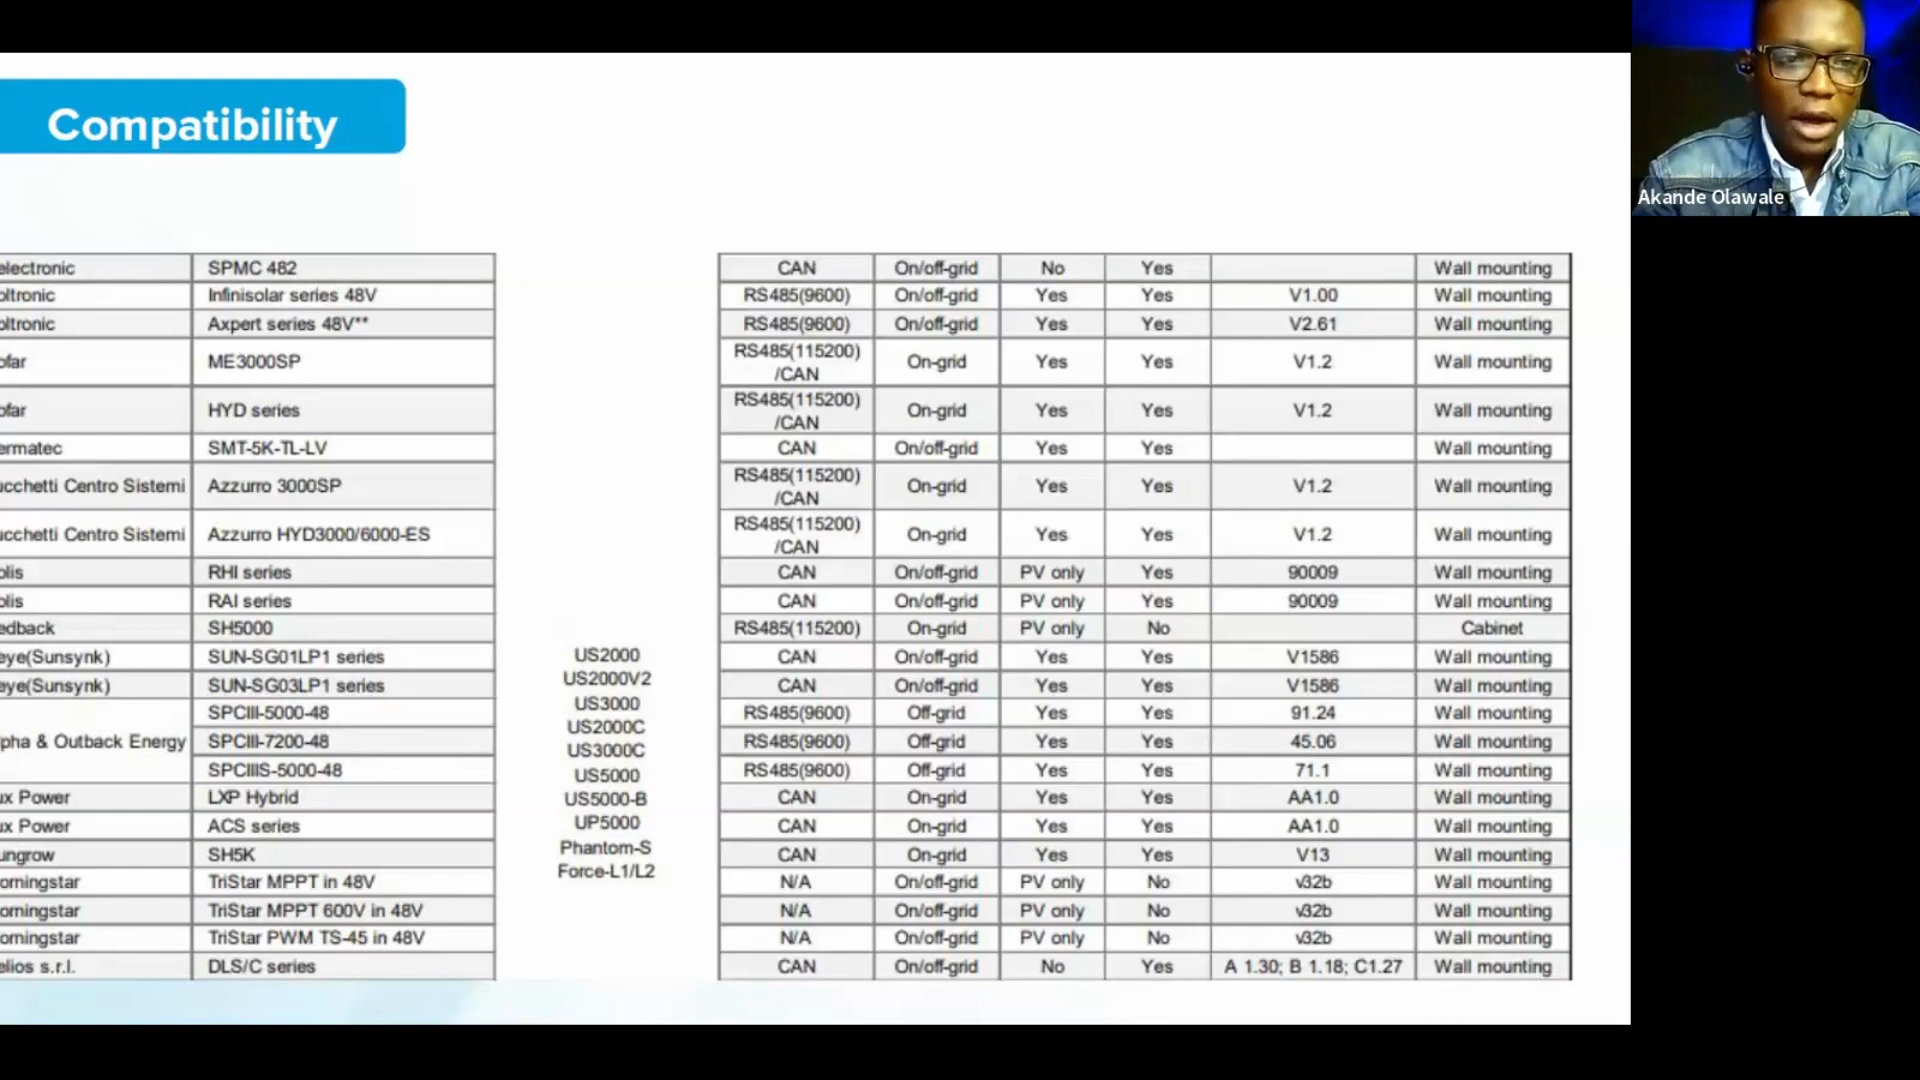 Compatibility
Akande Olawale
electronic SPMC 482 CAN On/off-grid No Yes Wall mounting
oltronic Infinisolar series 48V RS485(9600) On/off-grid Yes Yes V1.00 Wall mounting
oltronic Axpert series 48V** RS485(9600) On/off-grid Yes Yes V2.61 Wall mounting
ofar ME3000SP RS485(115200) /CAN On-grid Yes Yes V1.2 Wall mounting
ofar HYD series RS485(115200) /CAN On-grid Yes Yes V1.2 Wall mounting
ermatec SMT-5K-TL-LV CAN On/off-grid Yes Yes Wall mounting
ucchetti Centro Sistemi Azzurro 3000SP RS485(115200) /CAN On-grid Yes Yes V1.2 Wall mounting
ucchetti Centro Sistemi Azzurro HYD3000/6000-ES RS485(115200) /CAN On-grid Yes Yes V1.2 Wall mounting
olis RHI series CAN On/off-grid PV only Yes 90009 Wall mounting
olis RAI series CAN On/off-grid PV only Yes 90009 Wall mounting
edback SH5000 RS485(115200) On-grid PV only No Cabinet
eye(Sunsynk) SUN-SG01LP1 series CAN On/off-grid Yes Yes V1586 Wall mounting
eye(Sunsynk) SUN-SG03LP1 series CAN On/off-grid Yes Yes V1586 Wall mounting
SPCIII-5000-48 RS485(9600) Off-grid Yes Yes 91.24 Wall mounting
lpha & Outback Energy SPCIII-7200-48 RS485(9600) Off-grid Yes Yes 45.06 Wall mounting
SPCIIIS-5000-48 RS485(9600) Off-grid Yes Yes 71.1 Wall mounting
ux Power LXP Hybrid CAN On-grid Yes Yes AA1.0 Wall mounting
ux Power ACS series CAN On-grid Yes Yes AA1.0 Wall mounting
ungrow SH5K CAN On-grid Yes Yes V13 Wall mounting
orningstar TriStar MPPT in 48V N/A On/off-grid PV only No v32b Wall mounting
orningstar TriStar MPPT 600V in 48V N/A On/off-grid PV only No v32b Wall mounting
orningstar TriStar PWM TS-45 in 48V N/A On/off-grid PV only No v32b Wall mounting
elios s.r.l. DLS/C series CAN On/off-grid No Yes A 1.30; B 1.18; C1.27 Wall mounting
US2000
US2000V2
US3000
US2000C
US3000C
US5000
US5000-B
UP5000
Phantom-S
Force-L1/L2